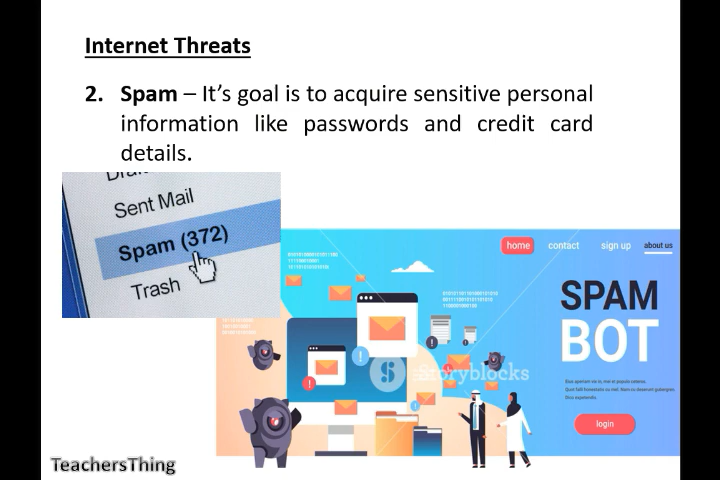 Internet Threats
2. Spam – It's goal is to acquire sensitive personal
information like passwords and credit card
details.
Sent Mail
Spam (372)
Trash
home contact sign up about us
SPAM
BOT
Storyblocks
login
TeachersThing